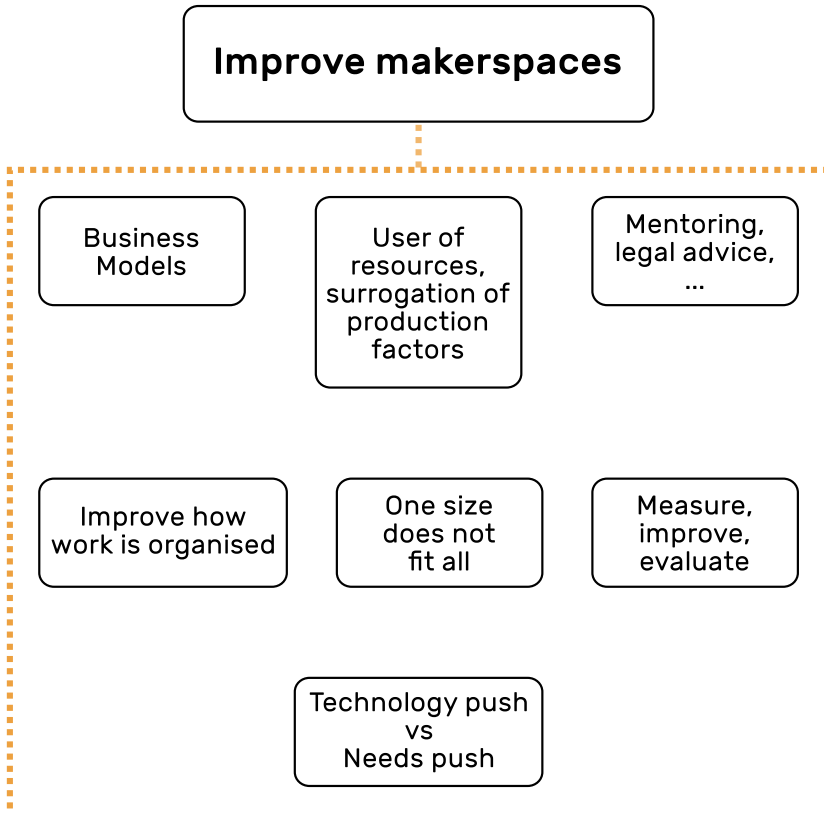 Improve makerspaces
Business
Models
User of
resources,
surrogation of
production
factors
Mentoring,
legal advice,
...
Improve how
work is organised
One size
does not
fit all
Measure,
improve,
evaluate
Technology push
vs
Needs push